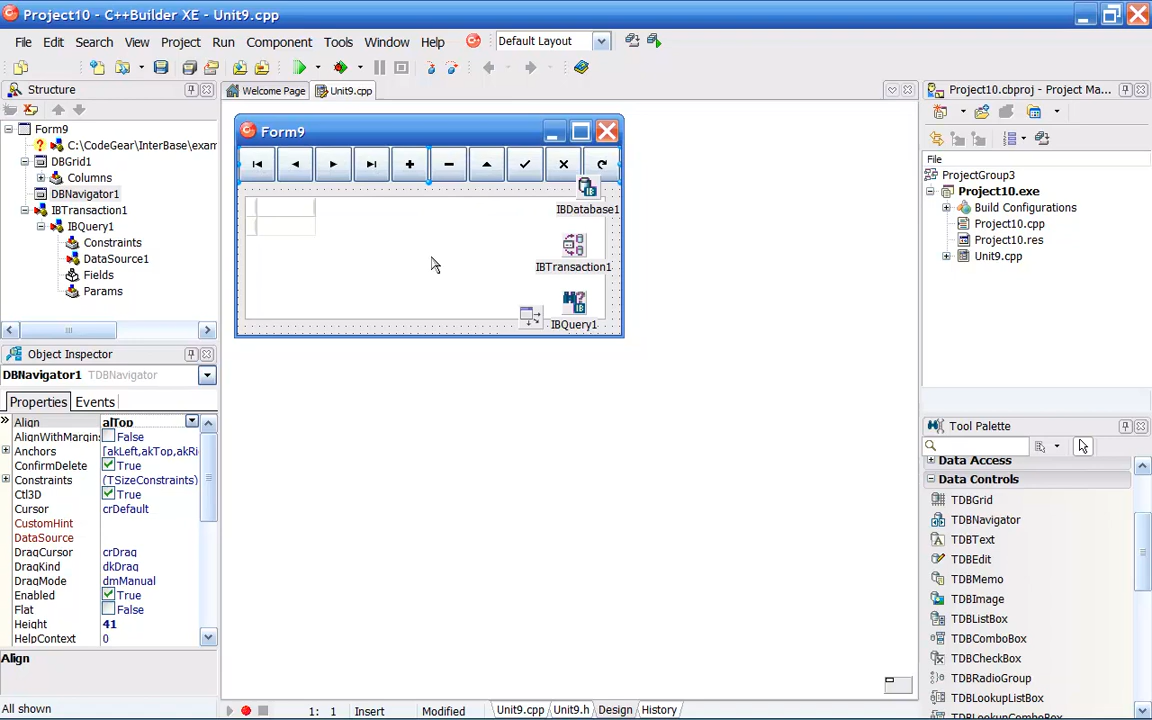 Project10 - C++Builder XE - Unit9.cpp
File Edit Search View Project Run Component Tools Window Help
Default Layout
Structure
Form9
C:\CodeGear\InterBase\exam
DBGrid1
Columns
DBNavigator1
IBTransaction1
IBQuery1
Constraints
DataSource1
Fields
Params
Object Inspector
DBNavigator1 TDBNavigator
Properties Events
Align alTop
AlignWithMargins False
Anchors [akLeft,akTop,akRi
ConfirmDelete True
Constraints (TSizeConstraints)
Ctl3D True
Cursor crDefault
CustomHint
DataSource
DragCursor crDrag
DragKind dkDrag
DragMode dmManual
Enabled True
Flat False
Height 41
HelpContext 0
Align
All shown
Welcome Page Unit9.cpp
Form9
IBDatabase1
IBTransaction1
IBQuery1
1: 1 Insert Modified Unit9.cpp Unit9.h Design History
Project10.cbproj - Project Ma...
File
ProjectGroup3
Project10.exe
Build Configurations
Project10.cpp
Project10.res
Unit9.cpp
Tool Palette
Data Access
Data Controls
TDBGrid
TDBNavigator
TDBText
TDBEdit
TDBMemo
TDBImage
TDBListBox
TDBComboBox
TDBCheckBox
TDBRadioGroup
TDBLookupListBox
TDBLookupComboBox